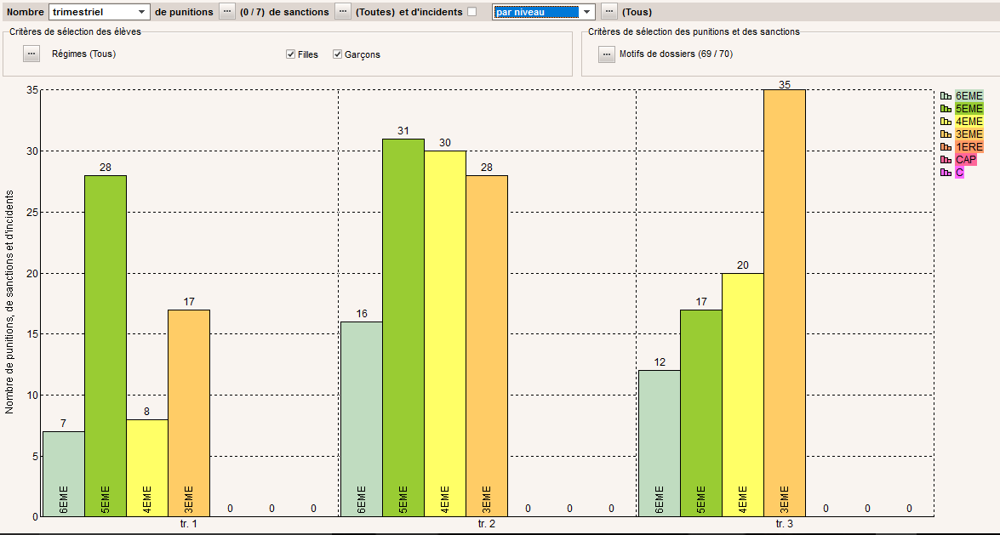 Nombre trimestriel de punitions ... (0 / 7) de sanctions ... (Toutes) et d'incidents par niveau ... (Tous)
Critères de sélection des élèves
Critères de sélection des punitions et des sanctions
... Régimes (Tous) Filles Garçons
... Motifs de dossiers (69 / 70)
Nombre de punitions, de sanctions et d'incidents
35
30
25
20
15
10
5
0
7 28 8 17 0 0 0
6EME 5EME 4EME 3EME
tr. 1
16 31 30 28 0 0 0
6EME 5EME 4EME 3EME
tr. 2
12 17 20 35 0 0 0
6EME 5EME 4EME 3EME
tr. 3
6EME
5EME
4EME
3EME
1ERE
CAP
C